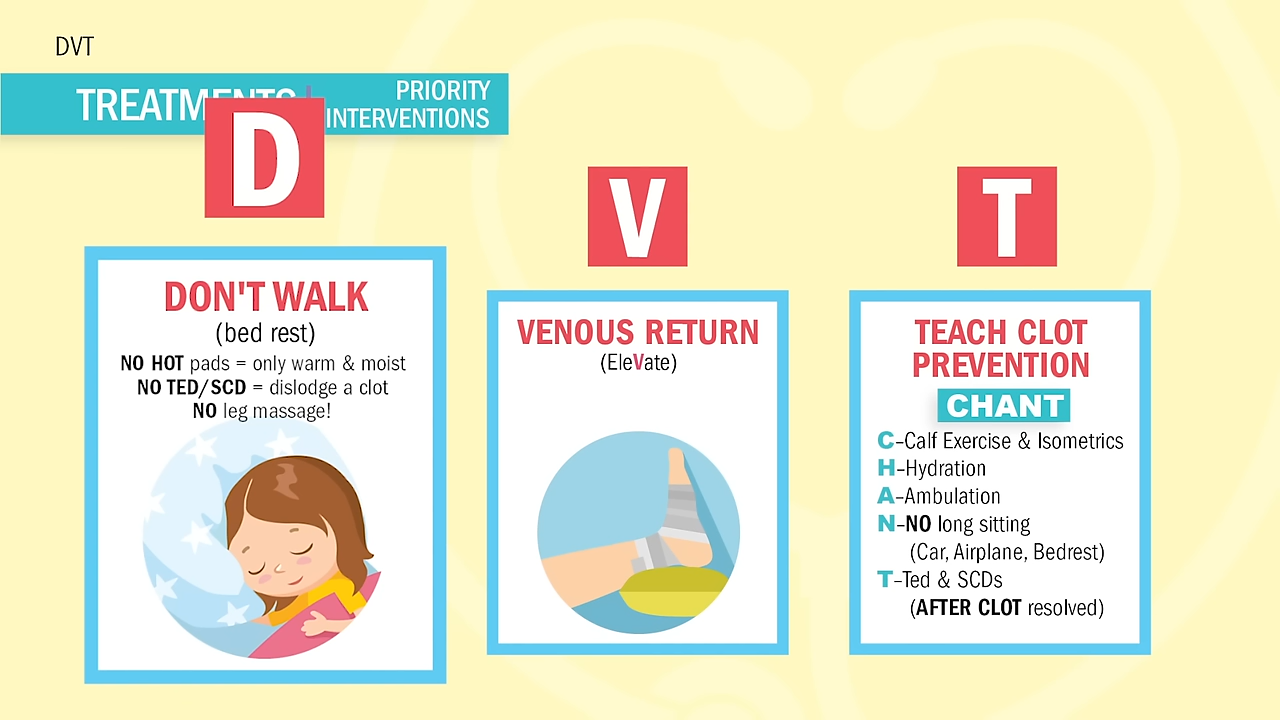 DVT
TREATMENTS
PRIORITY
INTERVENTIONS
D
DON'T WALK
(bed rest)
NO HOT pads = only warm & moist
NO TED/SCD = dislodge a clot
NO leg massage!
V
VENOUS RETURN
(EleVate)
T
TEACH CLOT
PREVENTION
CHANT
C-Calf Exercise & Isometrics
H-Hydration
A-Ambulation
N-NO long sitting
(Car, Airplane, Bedrest)
T-Ted & SCDs
(AFTER CLOT resolved)